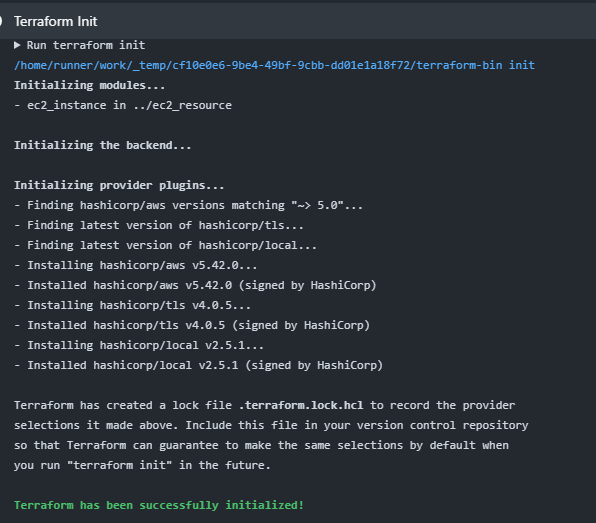 Terraform Init
▶ Run terraform init
/home/runner/work/_temp/cf10e0e6-9be4-49bf-9cbb-dd01e1a18f72/terraform-bin init
Initializing modules...
- ec2_instance in ../ec2_resource
Initializing the backend...
Initializing provider plugins...
- Finding hashicorp/aws versions matching "~> 5.0"...
- Finding latest version of hashicorp/tls...
- Finding latest version of hashicorp/local...
- Installing hashicorp/aws v5.42.0...
- Installed hashicorp/aws v5.42.0 (signed by HashiCorp)
- Installing hashicorp/tls v4.0.5...
- Installed hashicorp/tls v4.0.5 (signed by HashiCorp)
- Installing hashicorp/local v2.5.1...
- Installed hashicorp/local v2.5.1 (signed by HashiCorp)
Terraform has created a lock file .terraform.lock.hcl to record the provider
selections it made above. Include this file in your version control repository
so that Terraform can guarantee to make the same selections by default when
you run "terraform init" in the future.
Terraform has been successfully initialized!